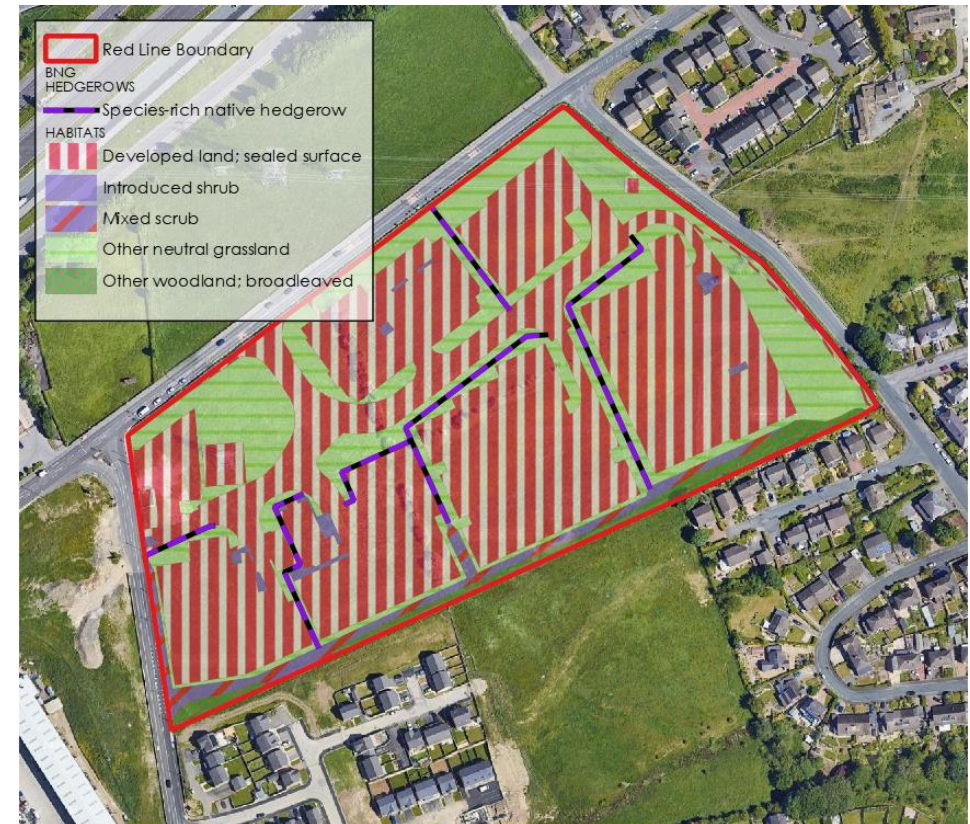 Red Line Boundary
BNG
HEDGEROWS
Species-rich native hedgerow
HABITATS
Developed land; sealed surface
Introduced shrub
Mixed scrub
Other neutral grassland
Other woodland; broadleaved